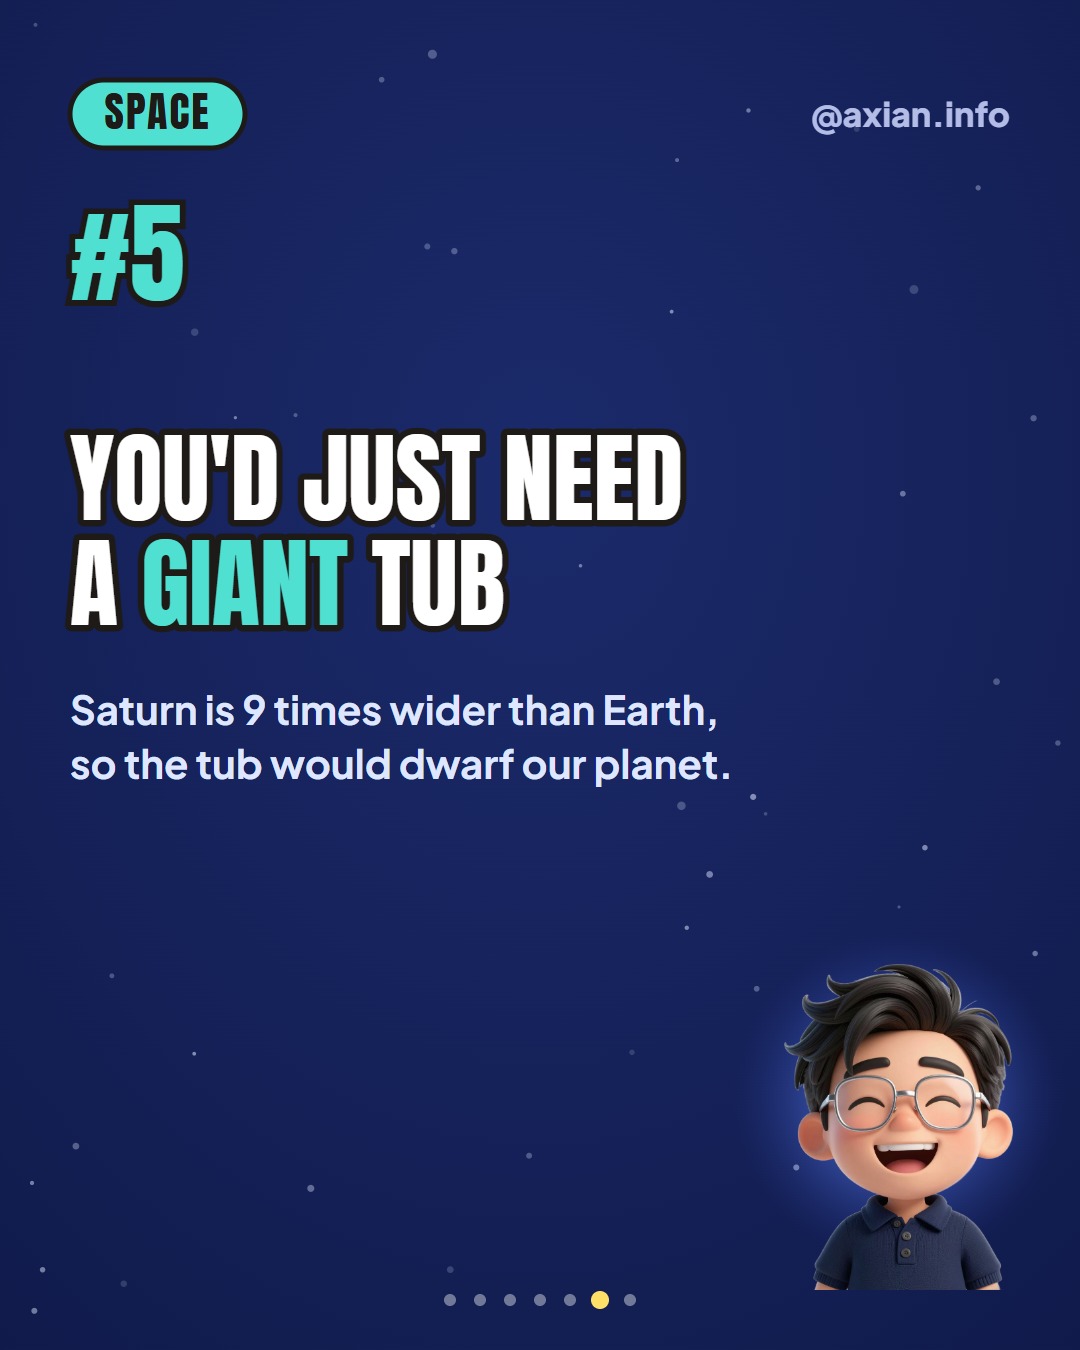 SPACE
@axian.info
#5
YOU'D JUST NEED
A GIANT TUB
Saturn is 9 times wider than Earth,
so the tub would dwarf our planet.